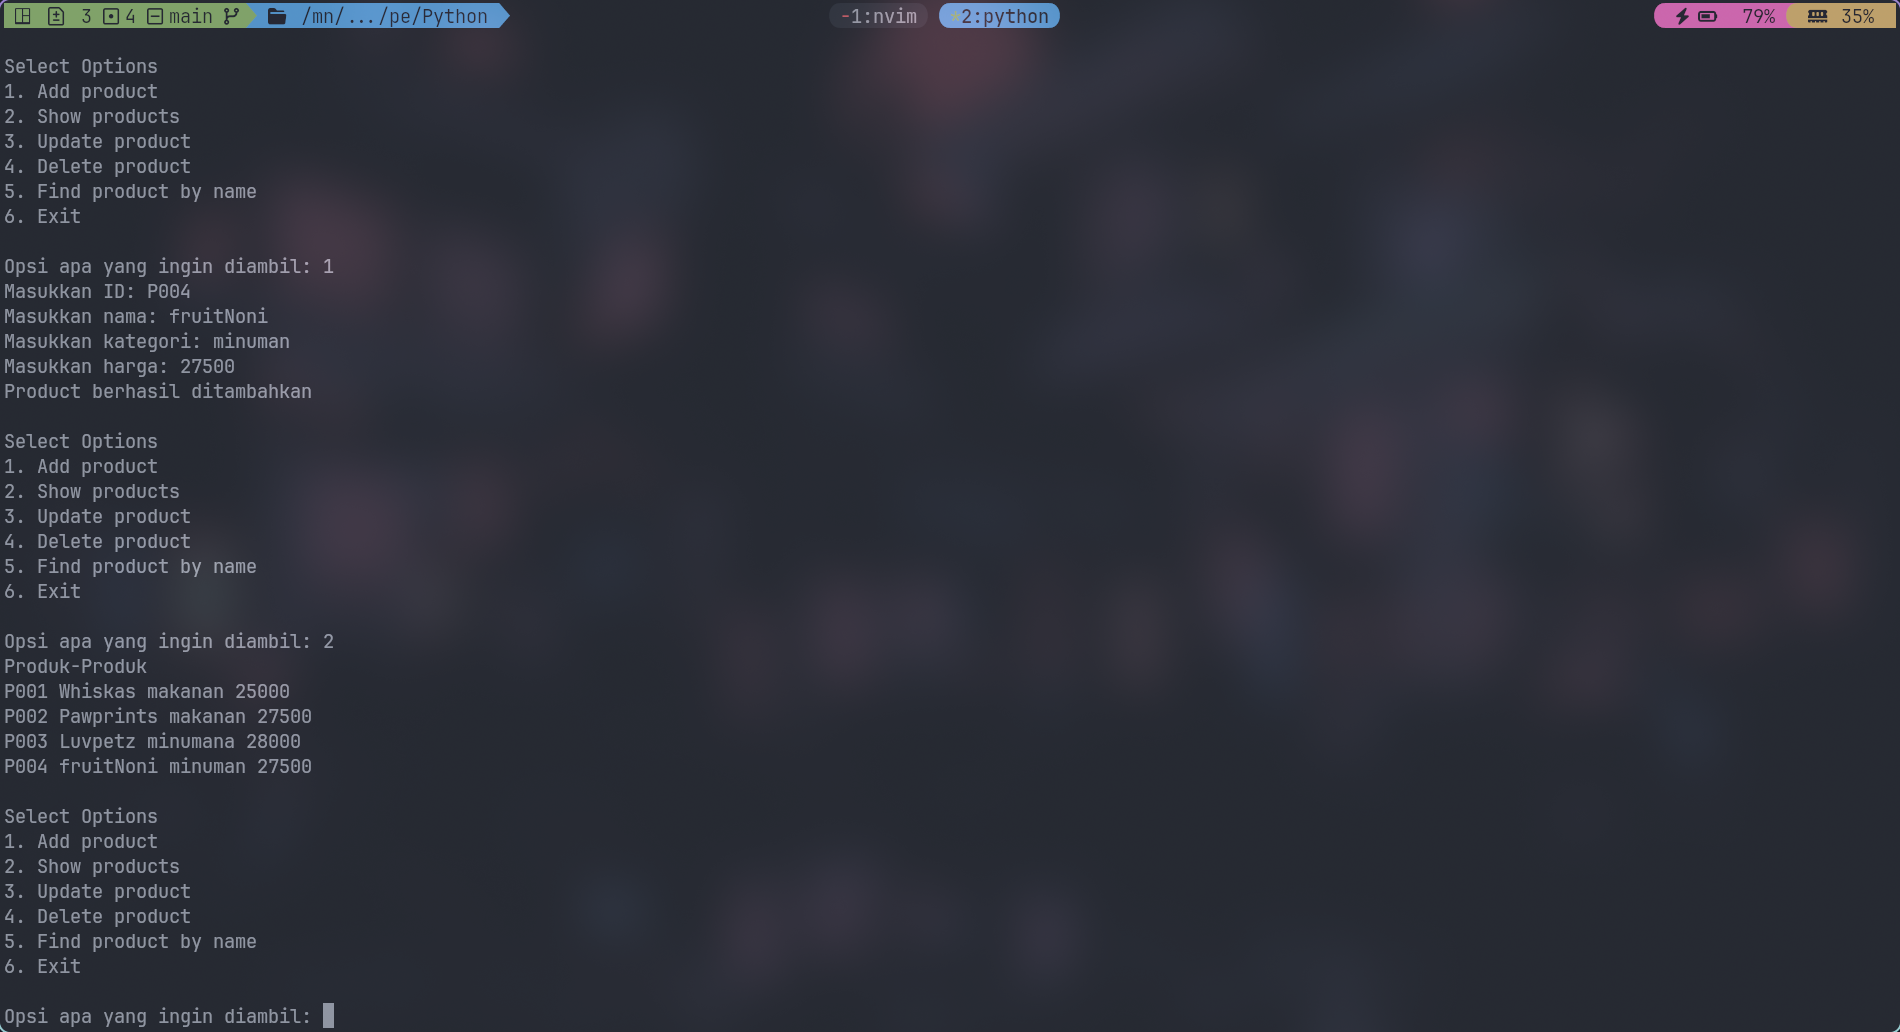 3 4 main /mn/.../pe/Python -1:nvim *2:python 79% 35%
Select Options
1. Add product
2. Show products
3. Update product
4. Delete product
5. Find product by name
6. Exit
Opsi apa yang ingin diambil: 1
Masukkan ID: P004
Masukkan nama: fruitNoni
Masukkan kategori: minuman
Masukkan harga: 27500
Product berhasil ditambahkan
Select Options
1. Add product
2. Show products
3. Update product
4. Delete product
5. Find product by name
6. Exit
Opsi apa yang ingin diambil: 2
Produk-Produk
P001 Whiskas makanan 25000
P002 Pawprints makanan 27500
P003 Luvpetz minumana 28000
P004 fruitNoni minuman 27500
Select Options
1. Add product
2. Show products
3. Update product
4. Delete product
5. Find product by name
6. Exit
Opsi apa yang ingin diambil: